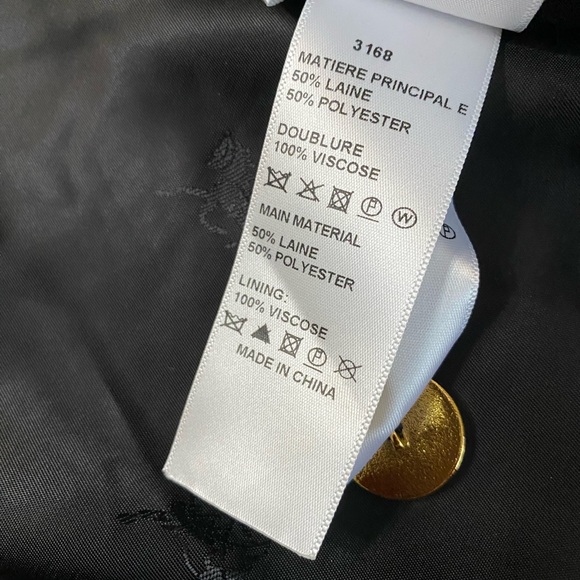 3168
MATIERE PRINCIPAL E
50% LAINE
50% POLYESTER
DOUBLURE
100% VISCOSE
P W
MAIN MATERIAL
50% LAINE
50% POLYESTER
LINING:
100% VISCOSE
P
MADE IN CHINA